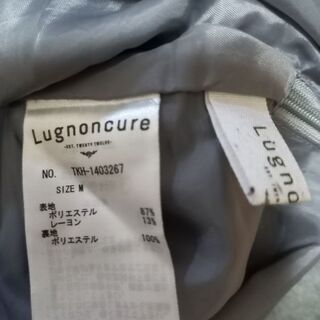 Lugnoncure
-EST. TWENTY TWELVE-
NO. TKH-1403267
SIZE M
表地
ポリエステル 87%
レーヨン 13%
裏地
ポリエステル 100%
Lugno